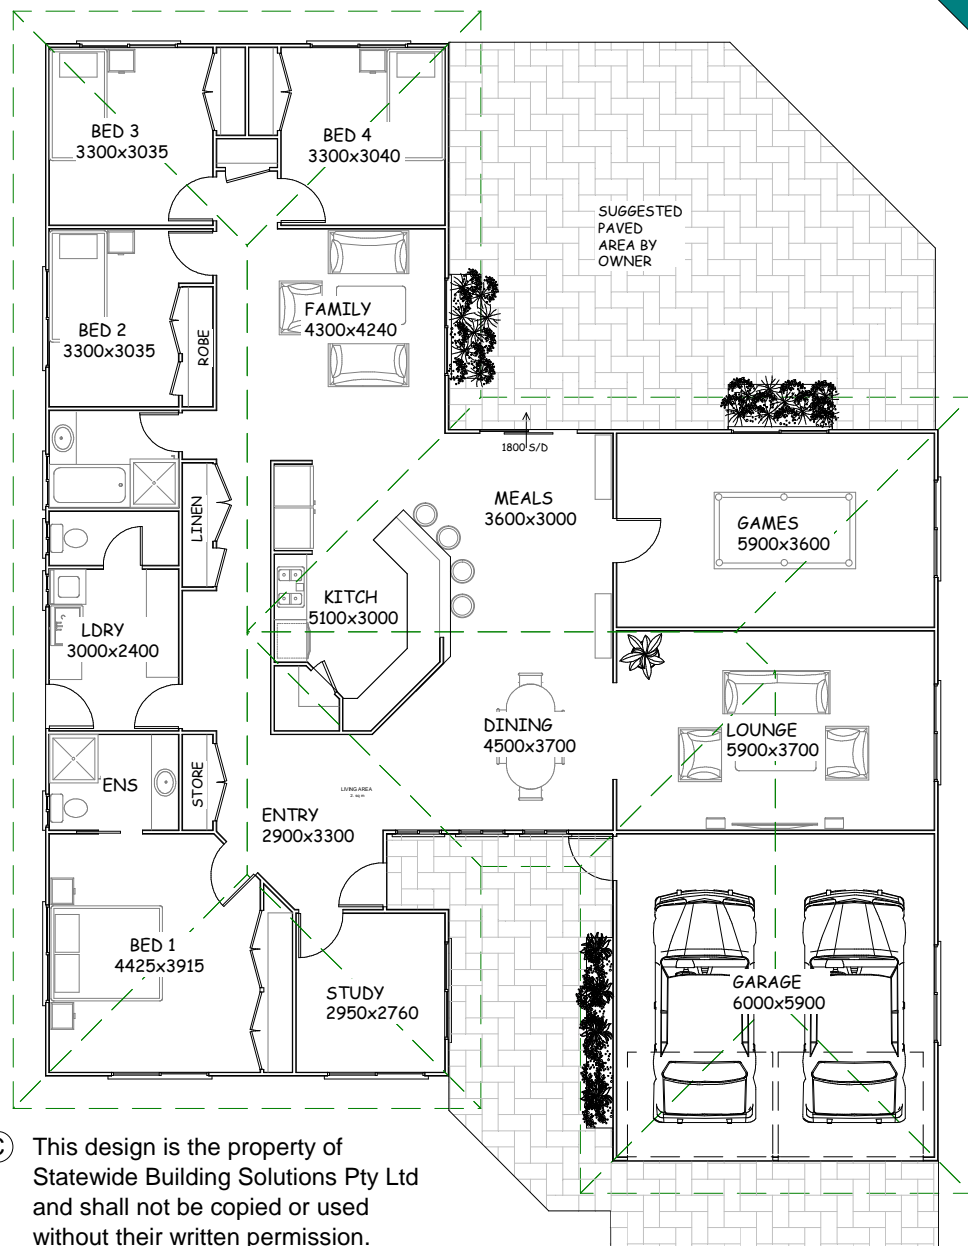 BED 3
3300x3035
BED 4
3300x3040
SUGGESTED
PAVED
AREA BY
OWNER
FAMILY
4300x4240
BED 2
3300x3035
ROBE
1800 S/D
MEALS
3600x3000
LINEN
GAMES
5900x3600
KITCH
5100x3000
LDRY
3000x2400
DINING
4500x3700
LOUNGE
5900x3700
ENS
STORE
LIVING AREA
ENTRY
2900x3300
BED 1
4425x3915
STUDY
2950x2760
GARAGE
6000x5900
This design is the property of
Statewide Building Solutions Pty Ltd
and shall not be copied or used
without their written permission.